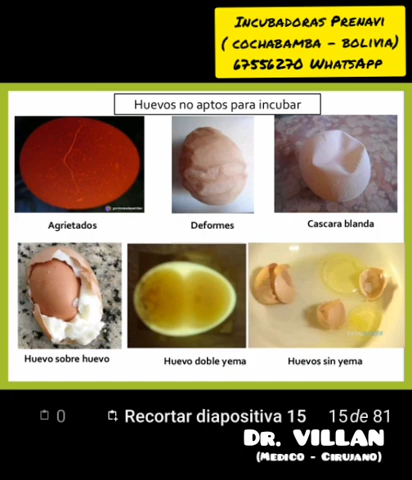 Incubadoras Prenavi
( cochabamba - bolivia)
67556270 WhatsApp
Huevos no aptos para incubar
Agrietados
Deformes
Cascara blanda
Huevo sobre huevo
Huevo doble yema
Huevos sin yema
0
Recortar diapositiva 15
15 de 81
Dr. VILLAN
(Medico - Cirujano)